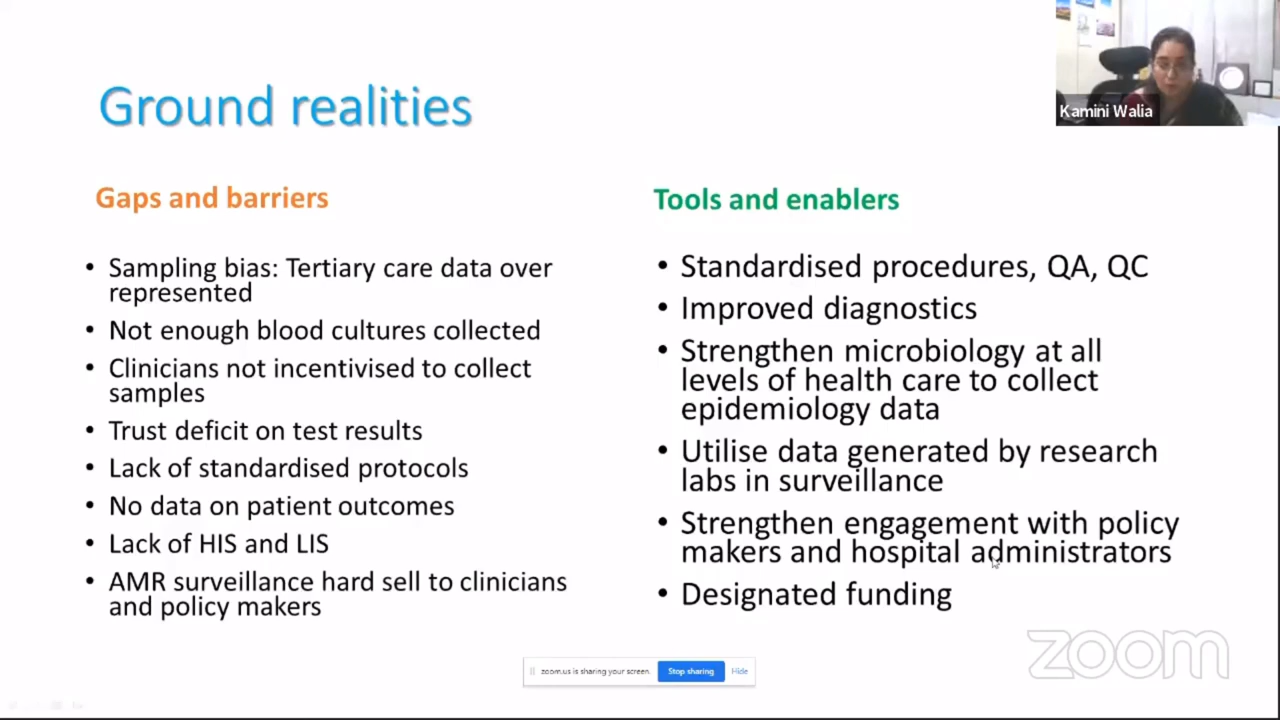 Kamini Walia
Ground realities
Gaps and barriers
• Sampling bias: Tertiary care data over
represented
• Not enough blood cultures collected
• Clinicians not incentivised to collect
samples
• Trust deficit on test results
• Lack of standardised protocols
• No data on patient outcomes
• Lack of HIS and LIS
• AMR surveillance hard sell to clinicians
and policy makers
Tools and enablers
• Standardised procedures, QA, QC
• Improved diagnostics
• Strengthen microbiology at all
levels of health care to collect
epidemiology data
• Utilise data generated by research
labs in surveillance
• Strengthen engagement with policy
makers and hospital administrators
• Designated funding
zoom
zoom.us is sharing your screen. Stop sharing Hide